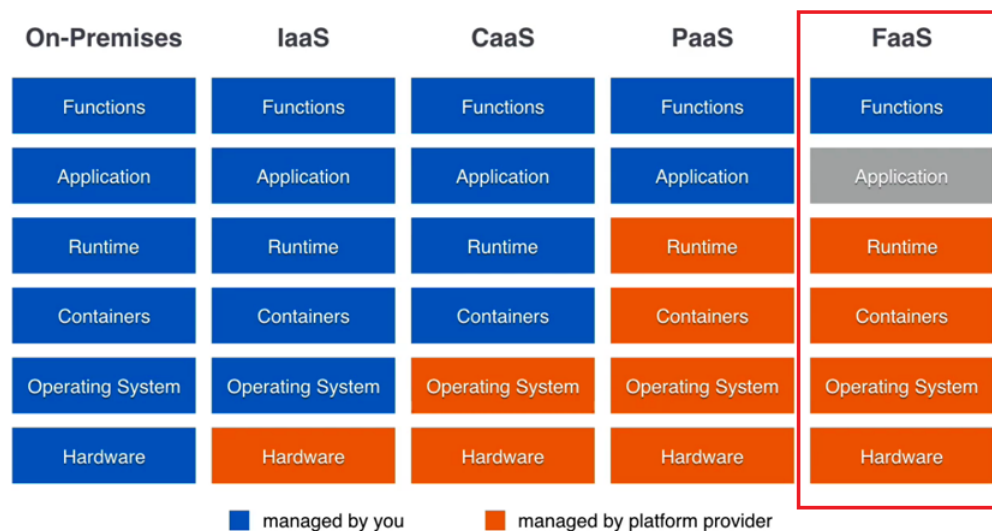 On-Premises IaaS CaaS PaaS FaaS
Functions Functions Functions Functions Functions
Application Application Application Application Application
Runtime Runtime Runtime Runtime Runtime
Containers Containers Containers Containers Containers
Operating System Operating System Operating System Operating System Operating System
Hardware Hardware Hardware Hardware Hardware
managed by you managed by platform provider